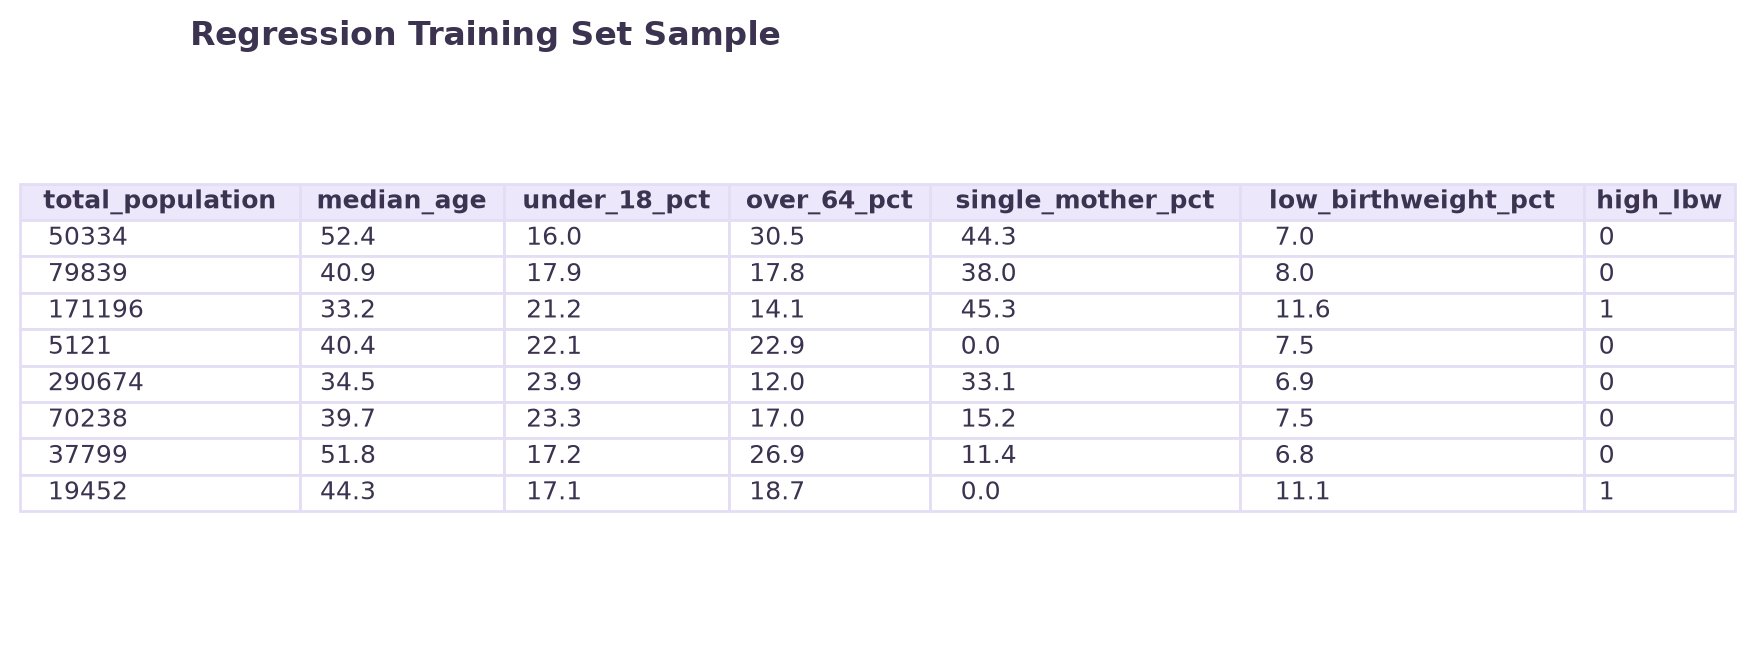 Regression Training Set Sample
total_population median_age under_18_pct over_64_pct single_mother_pct low_birthweight_pct high_lbw
50334 52.4 16.0 30.5 44.3 7.0 0
79839 40.9 17.9 17.8 38.0 8.0 0
171196 33.2 21.2 14.1 45.3 11.6 1
5121 40.4 22.1 22.9 0.0 7.5 0
290674 34.5 23.9 12.0 33.1 6.9 0
70238 39.7 23.3 17.0 15.2 7.5 0
37799 51.8 17.2 26.9 11.4 6.8 0
19452 44.3 17.1 18.7 0.0 11.1 1